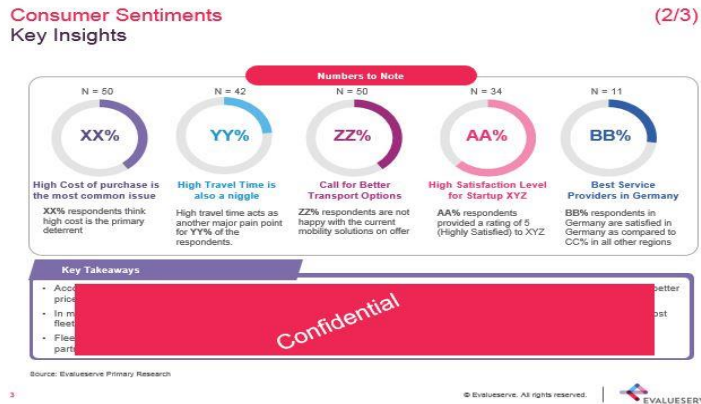 Consumer Sentiments
(2/3)
Key Insights
Numbers to Note
N = 50
N = 42
N = 50
N = 34
N = 11
XX%
YY%
ZZ%
AA%
BB%
High Cost of purchase is
the most common issue
XX% respondents think
high cost is the primary
deterrent
High Travel Time is
also a niggle
High travel time acts as
another major pain point
for YY% of the
respondents.
Call for Better
Transport Options
ZZ% respondents are not
happy with the current
mobility solutions on offer
High Satisfaction Level
for Startup XYZ
AA% respondents
provided a rating of 5
(Highly Satisfied) to XYZ
Best Service
Providers in Germany
BB% respondents in
Germany are satisfied in
Germany as compared to
CC% in all other regions
Key Takeaways
Confidential
• In
Source: Evalueserve Primary Research
3
© Evalueserve. All rights reserved.
EVALUESERV